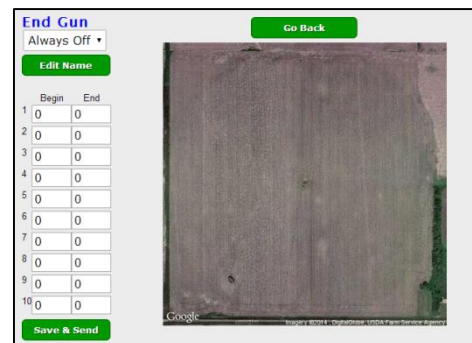 End Gun
Always Off
Edit Name
Begin End
1 0 0
2 0 0
3 0 0
4 0 0
5 0 0
6 0 0
7 0 0
8 0 0
9 0 0
10 0 0
Save & Send
Go Back
Google
Imagery ©2014 , DigitalGlobe, USDA Farm Service Agency